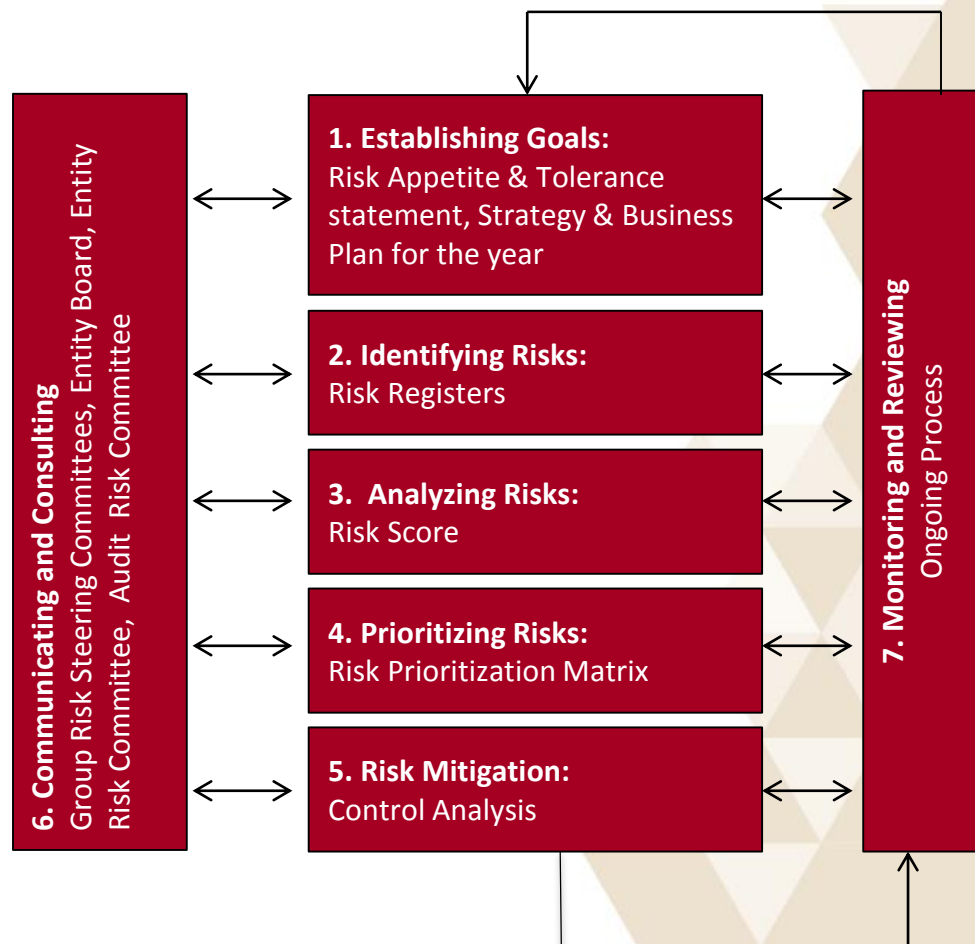 6. Communicating and Consulting
Group Risk Steering Committees, Entity Board, Entity
Risk Committee, Audit Risk Committee
1. Establishing Goals:
Risk Appetite & Tolerance
statement, Strategy & Business
Plan for the year
2. Identifying Risks:
Risk Registers
3. Analyzing Risks:
Risk Score
4. Prioritizing Risks:
Risk Prioritization Matrix
5. Risk Mitigation:
Control Analysis
7. Monitoring and Reviewing
Ongoing Process